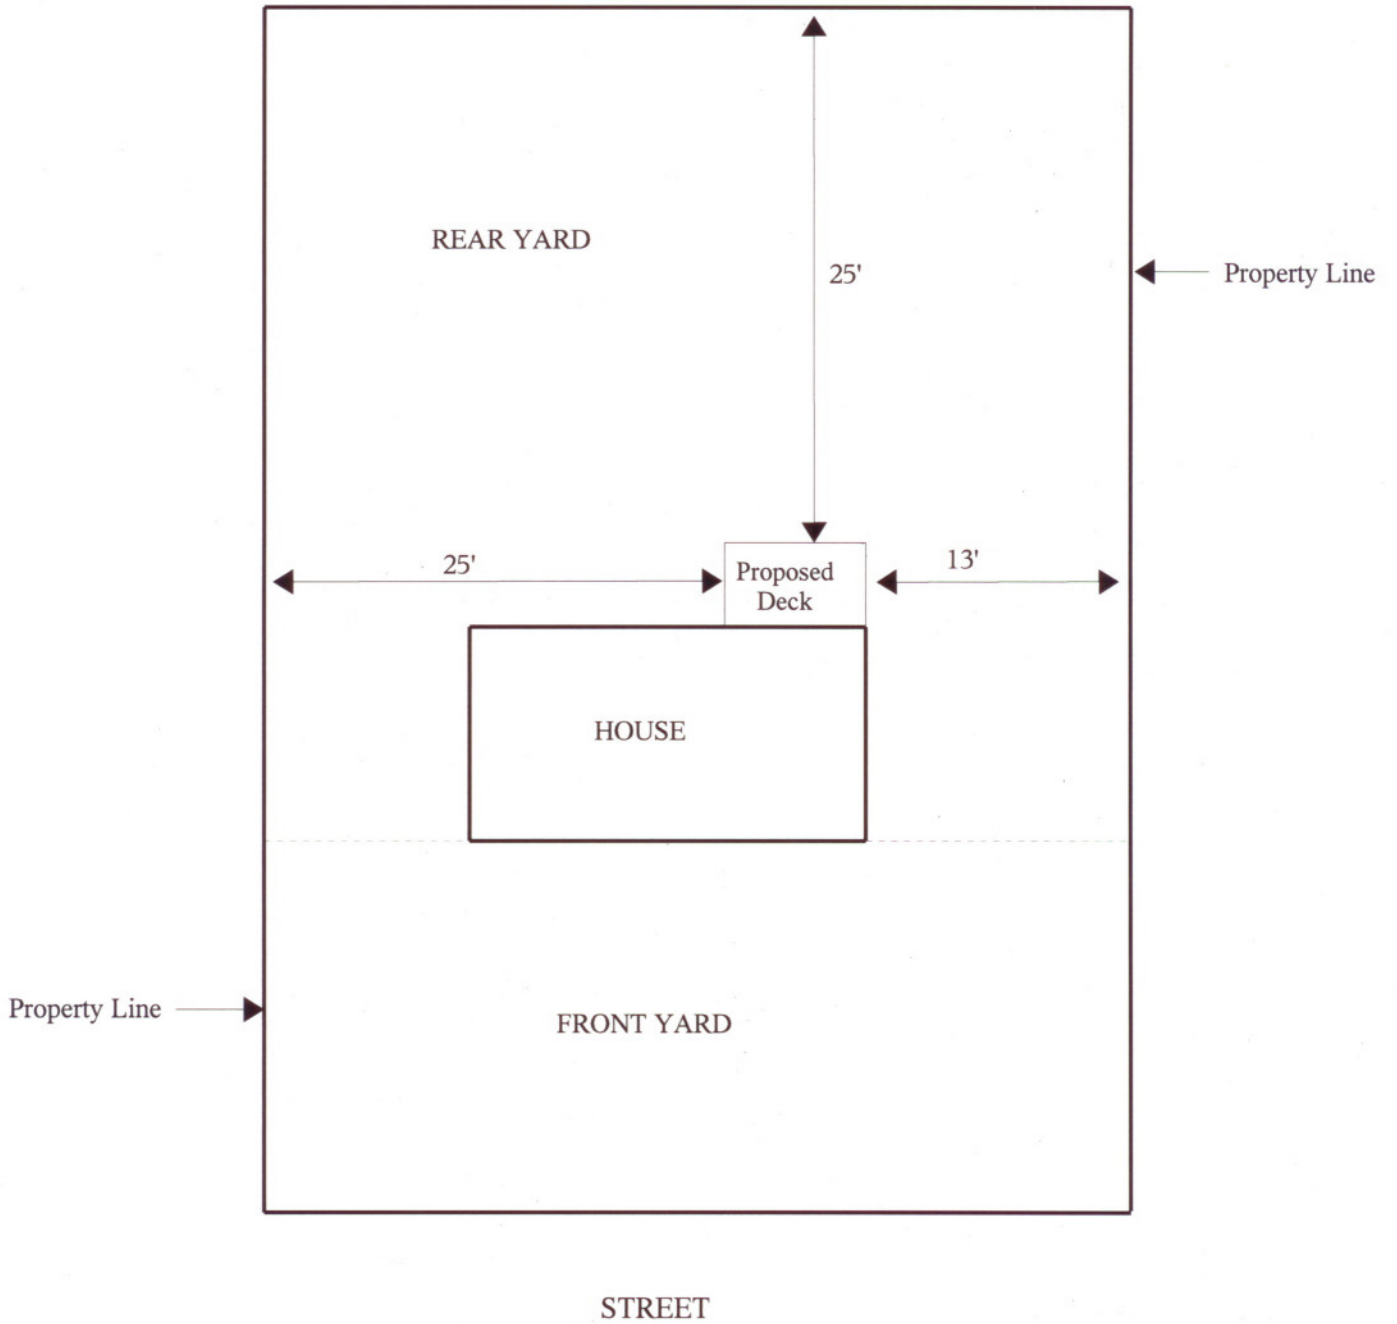 REAR YARD
25'
Property Line
25'
13'
Proposed
Deck
HOUSE
Property Line
FRONT YARD
STREET